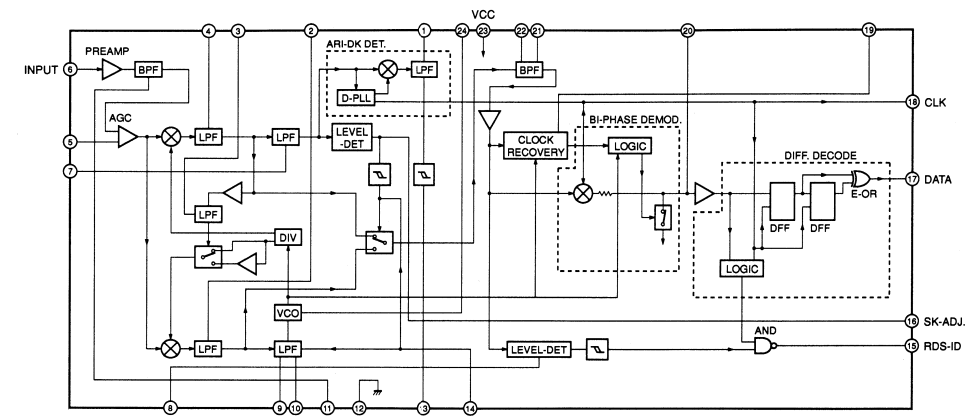 VCC
4 3 2 1 24 23 22 21 20 19
ARI-DK DET.
PREAMP
INPUT 6 BPF
LPF
BPF
D-PLL
18 CLK
AGC
5
LPF LPF LEVEL -DET
CLOCK RECOVERY
BI-PHASE DEMOD.
LOGIC
DIFF. DECODE
7
17 DATA
E-OR
LPF
DFF DFF
DIV
LOGIC
VCO
16 SK-ADJ.
AND
LPF LPF
LEVEL-DET
15 RDS-ID
8 9 10 11 12 3 14